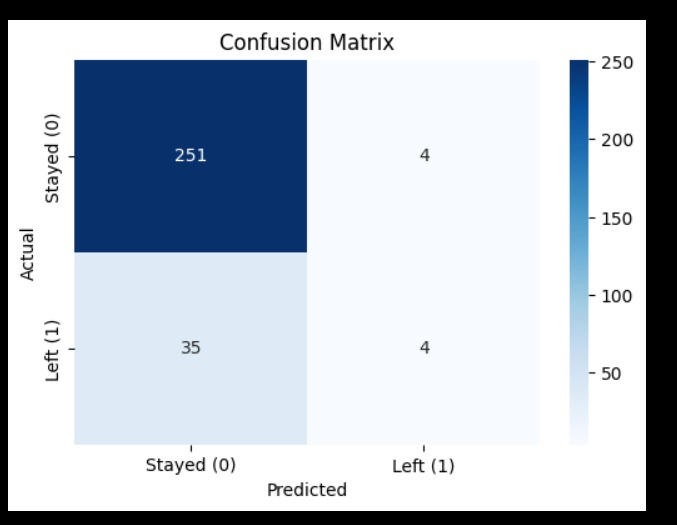 Confusion Matrix
Actual
Stayed (0)
251
4
Left (1)
35
4
Stayed (0)
Left (1)
Predicted
250
200
150
100
50